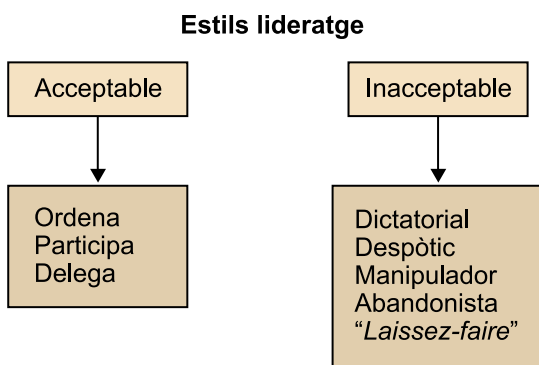 Estils lideratge
Acceptable
Inacceptable
Ordena
Participa
Delega
Dictatorial
Despòtic
Manipulador
Abandonista
“Laissez-faire”